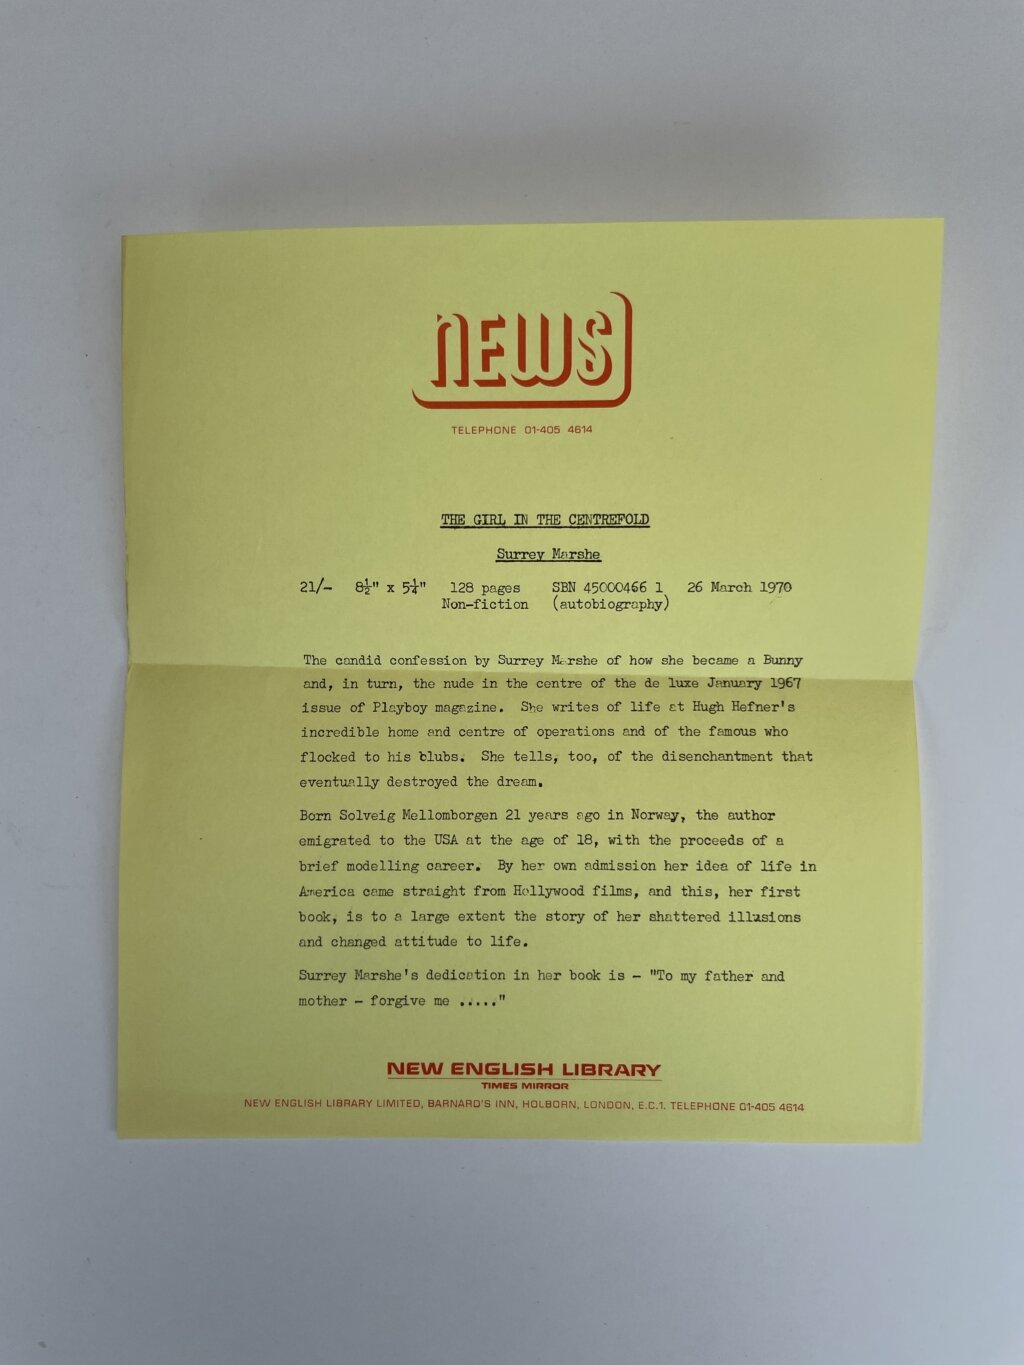 NEWS
TELEPHONE 01-405 4614
THE GIRL IN THE CENTREFOLD
Surrey Marshe
21/- 8½" x 5¼" 128 pages SBN 45000466 1 26 March 1970
Non-fiction (autobiography)
The candid confession by Surrey Marshe of how she became a Bunny
and, in turn, the nude in the centre of the de luxe January 1967
issue of Playboy magazine. She writes of life at Hugh Hefner's
incredible home and centre of operations and of the famous who
flocked to his blubs. She tells, too, of the disenchantment that
eventually destroyed the dream.
Born Solveig Mellomborgen 21 years ago in Norway, the author
emigrated to the USA at the age of 18, with the proceeds of a
brief modelling career. By her own admission her idea of life in
America came straight from Hollywood films, and this, her first
book, is to a large extent the story of her shattered illusions
and changed attitude to life.
Surrey Marshe's dedication in her book is - "To my father and
mother - forgive me ....."
NEW ENGLISH LIBRARY
TIMES MIRROR
NEW ENGLISH LIBRARY LIMITED, BARNARD'S INN, HOLBORN, LONDON, E.C.1. TELEPHONE 01-405 4614